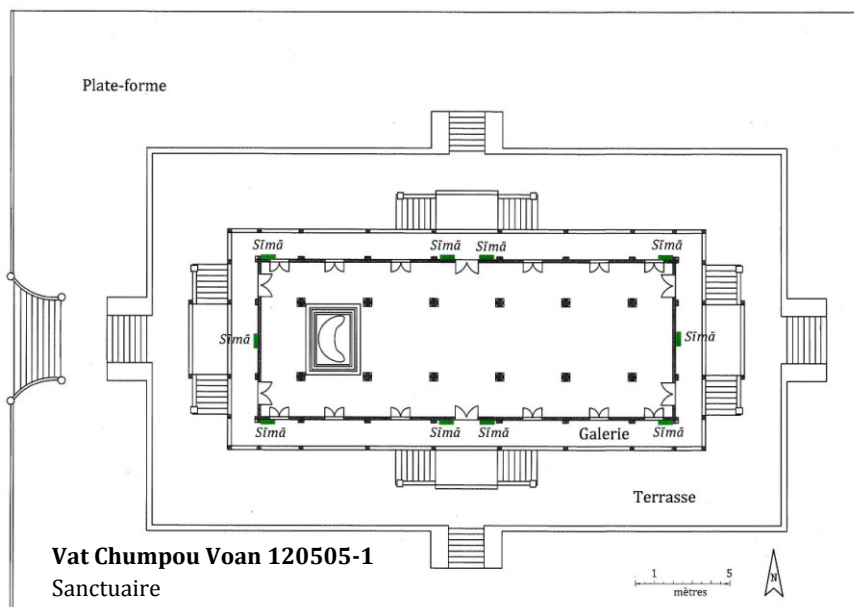 Plate-forme
Sīmā Sīmā Sīmā Sīmā
Sīmā Sīmā
Sīmā Sīmā Sīmā Sīmā
Galerie
Terrasse
Vat Chumpou Voan 120505-1
Sanctuaire
1 5
mètres
N